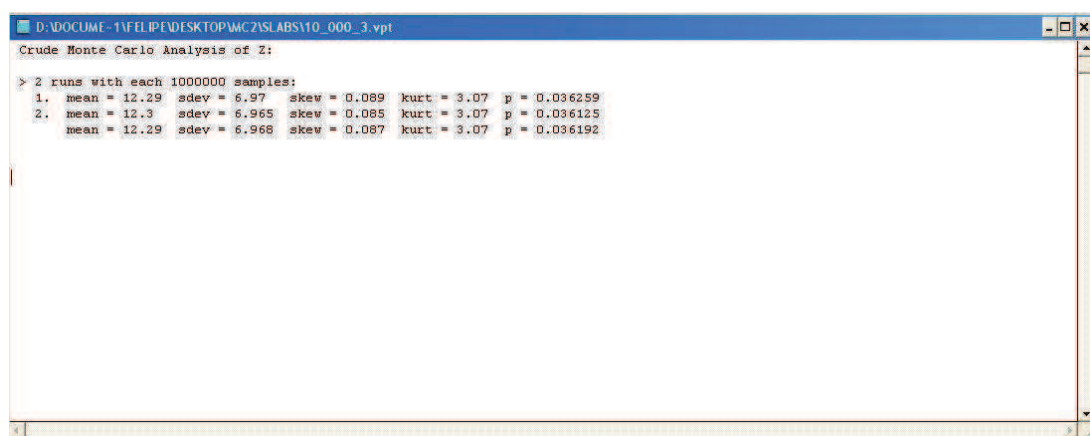 D:\DOCUME~1\FELIPE\DESKTOP\MC2\SLABS\10_000_3.vpt
Crude Monte Carlo Analysis of Z:
> 2 runs with each 1000000 samples:
1. mean = 12.29 sdev = 6.97 skew = 0.089 kurt = 3.07 p = 0.036259
2. mean = 12.3 sdev = 6.965 skew = 0.085 kurt = 3.07 p = 0.036125
mean = 12.29 sdev = 6.968 skew = 0.087 kurt = 3.07 p = 0.036192